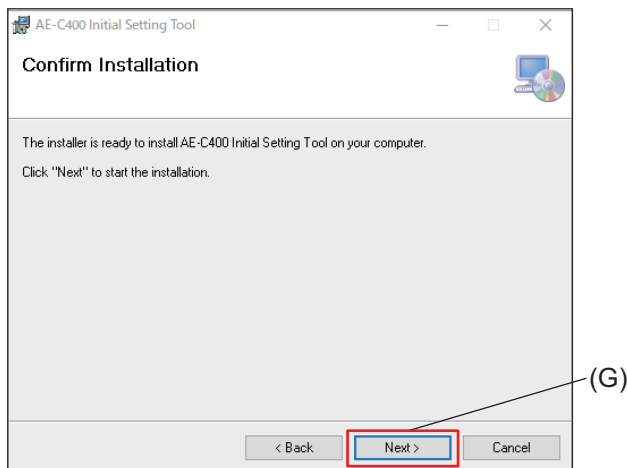 AE-C400 Initial Setting Tool
Confirm Installation
The installer is ready to install AE-C400 Initial Setting Tool on your computer.
Click "Next" to start the installation.
(G)
< Back Next > Cancel